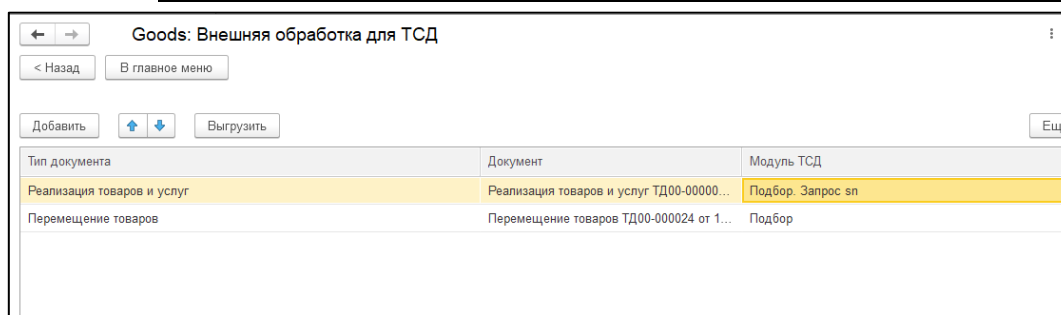 Goods: Внешняя обработка для ТСД
< Назад В главное меню
Добавить Выгрузить Ещ
Тип документа Документ Модуль ТСД
Реализация товаров и услуг Реализация товаров и услуг ТД00-00000... Подбор. Запрос sn
Перемещение товаров Перемещение товаров ТД00-000024 от 1... Подбор